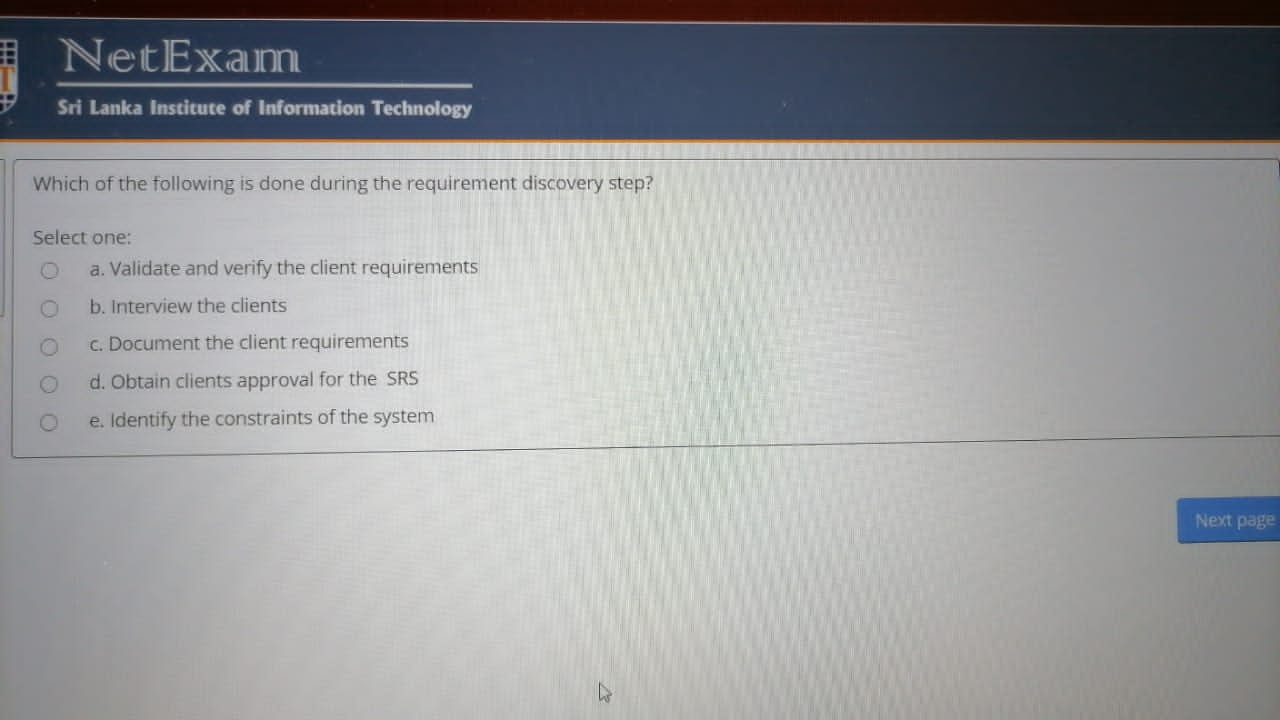 T
NetExam
Sri Lanka Institute of Information Technology
Which of the following is done during the requirement discovery step?
Select one:
a. Validate and verify the client requirements
b. Interview the clients
c. Document the client requirements
d. Obtain clients approval for the SRS
e. Identify the constraints of the system
Next page